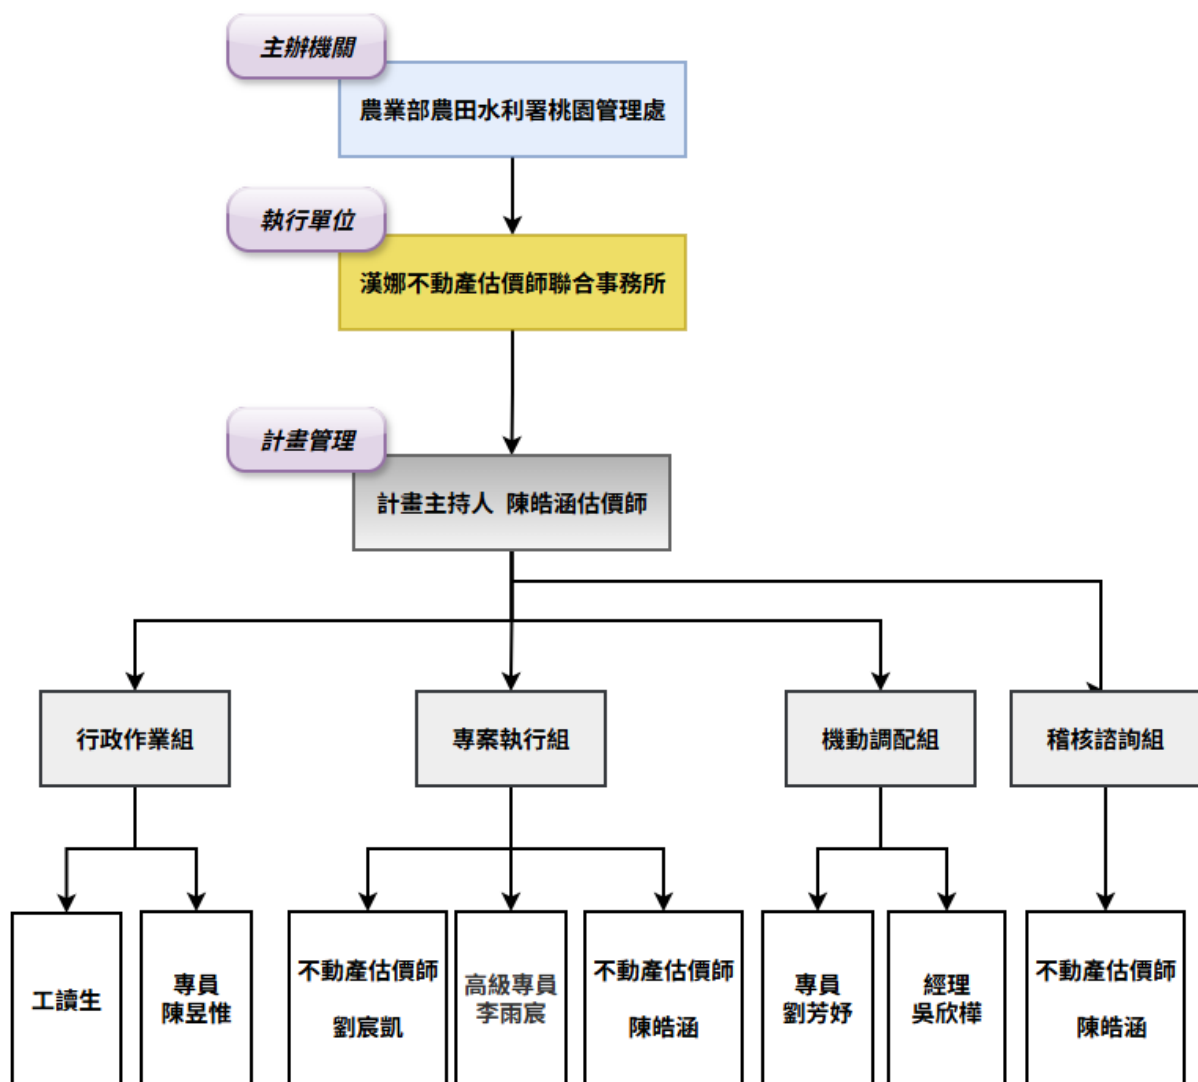 主辦機關
農業部農田水利署桃園管理處
執行單位
漢娜不動產估價師聯合事務所
計畫管理
計畫主持人 陳皓涵估價師
行政作業組
專案執行組
機動調配組
稽核諮詢組
工讀生
專員
陳昱惟
不動產估價師
劉宸凱
高級專員
李雨宸
不動產估價師
陳皓涵
專員
劉芳妤
經理
吳欣樺
不動產估價師
陳皓涵